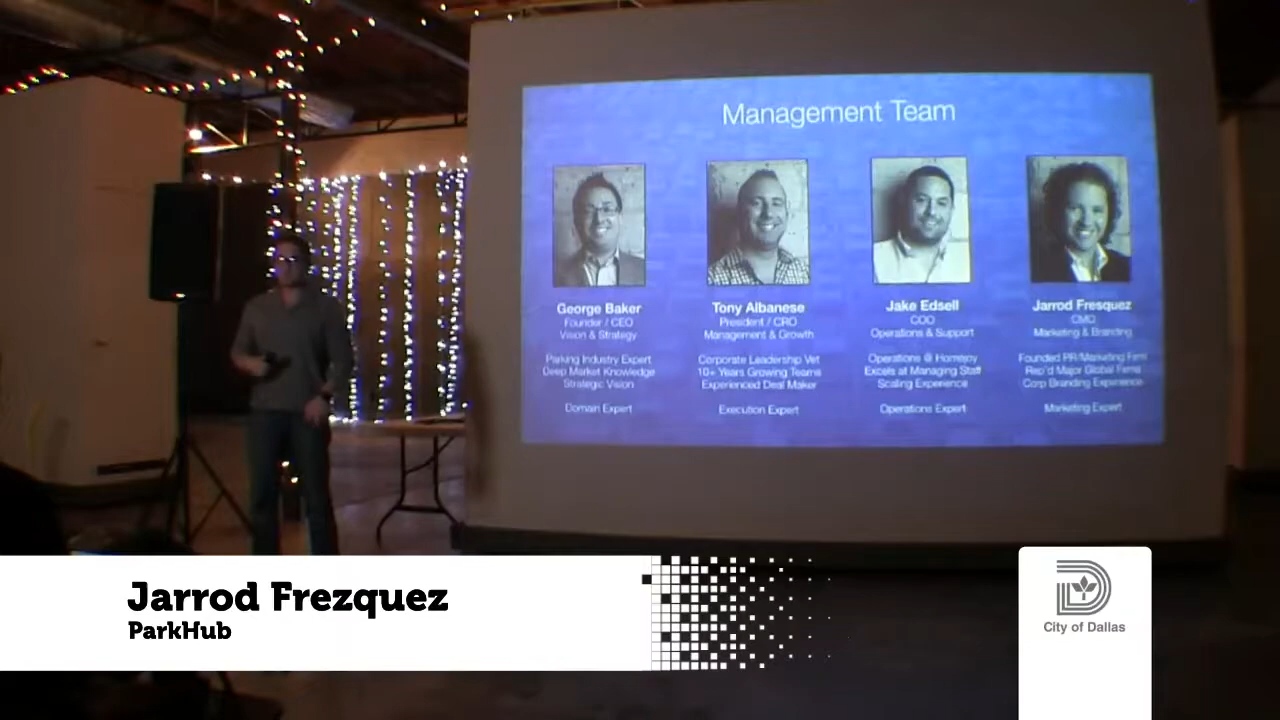 Management Team
George Baker
Founder / CEO
Vision & Strategy
Parking Industry Expert
Deep Market Knowledge
Strategic Vision
Domain Expert
Tony Albanese
President / CRO
Management & Growth
Corporate Leadership Vet
10+ Years Growing Teams
Experienced Deal Maker
Execution Expert
Jake Edsell
COO
Operations & Support
Operations @ Homejoy
Excels at Managing Staff
Scaling Experience
Operations Expert
Jarrod Fresquez
CMO
Marketing & Branding
Founded PR/Marketing Firm
Rep'd Major Global Firms
Corp Branding Experience
Marketing Expert
Jarrod Frezquez
ParkHub
City of Dallas